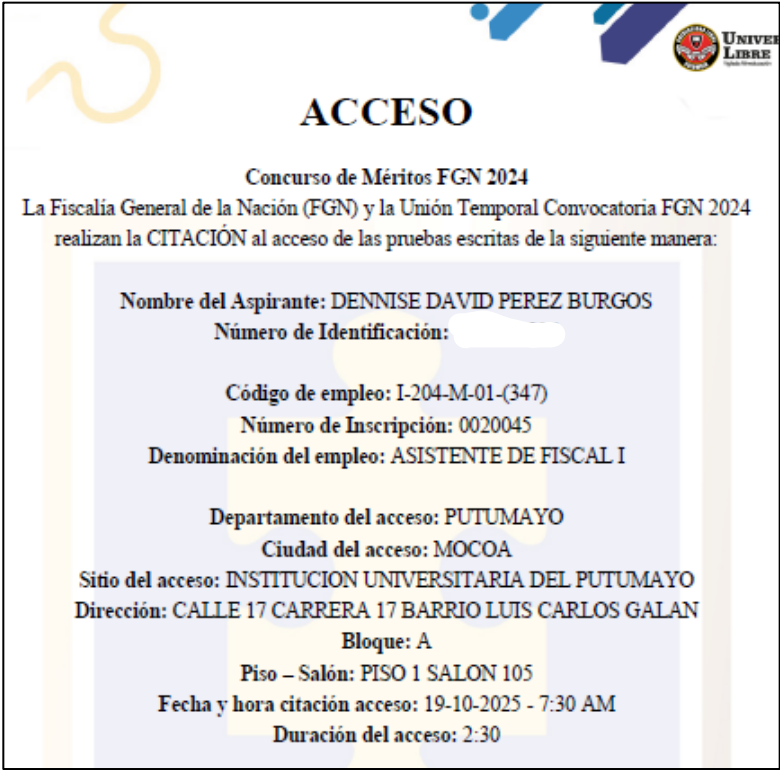 UNIVER
LIBRE
ACCESO
Concurso de Méritos FGN 2024
La Fiscalía General de la Nación (FGN) y la Unión Temporal Convocatoria FGN 2024
realizan la CITACIÓN al acceso de las pruebas escritas de la siguiente manera:
Nombre del Aspirante: DENNISE DAVID PEREZ BURGOS
Número de Identificación:
Código de empleo: I-204-M-01-(347)
Número de Inscripción: 0020045
Denominación del empleo: ASISTENTE DE FISCAL I
Departamento del acceso: PUTUMAYO
Ciudad del acceso: MOCOA
Sitio del acceso: INSTITUCION UNIVERSITARIA DEL PUTUMAYO
Dirección: CALLE 17 CARRERA 17 BARRIO LUIS CARLOS GALAN
Bloque: A
Piso – Salón: PISO 1 SALON 105
Fecha y hora citación acceso: 19-10-2025 - 7:30 AM
Duración del acceso: 2:30